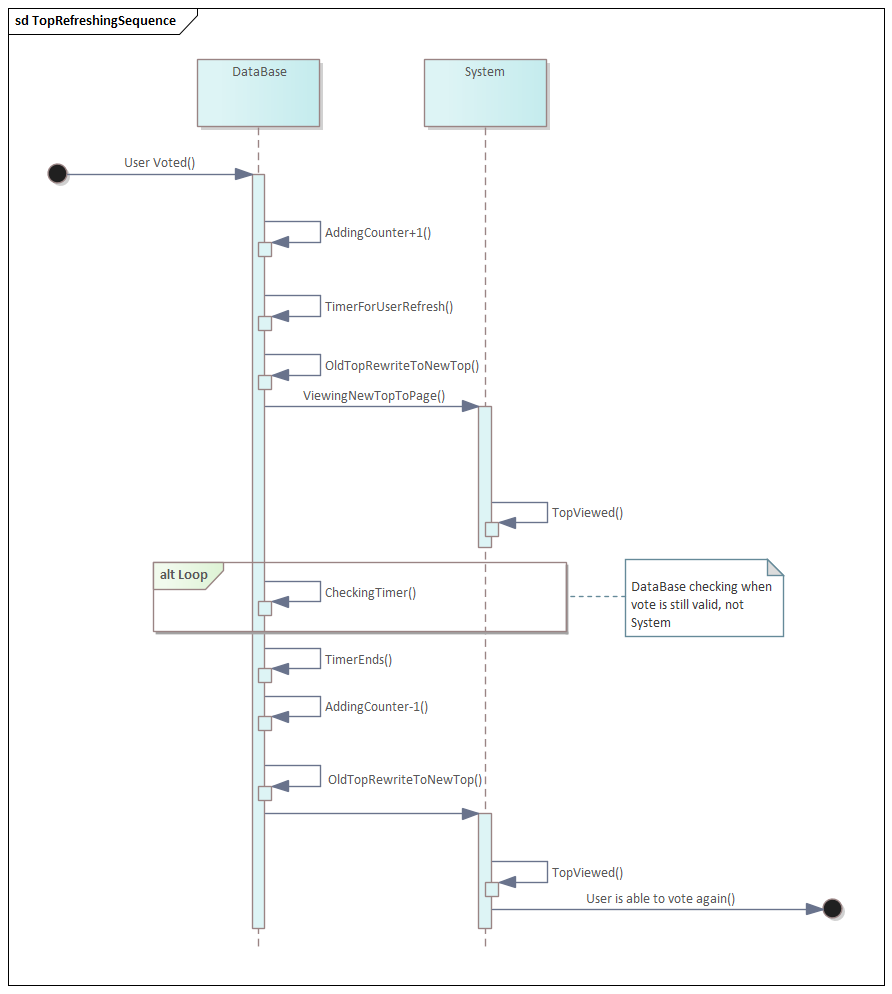 sd TopRefreshingSequence
DataBase
System
User Voted()
AddingCounter+1()
TimerForUserRefresh()
OldTopRewriteToNewTop()
ViewingNewTopToPage()
TopViewed()
alt Loop
CheckingTimer()
DataBase checking when
vote is still valid, not
System
TimerEnds()
AddingCounter-1()
OldTopRewriteToNewTop()
TopViewed()
User is able to vote again()